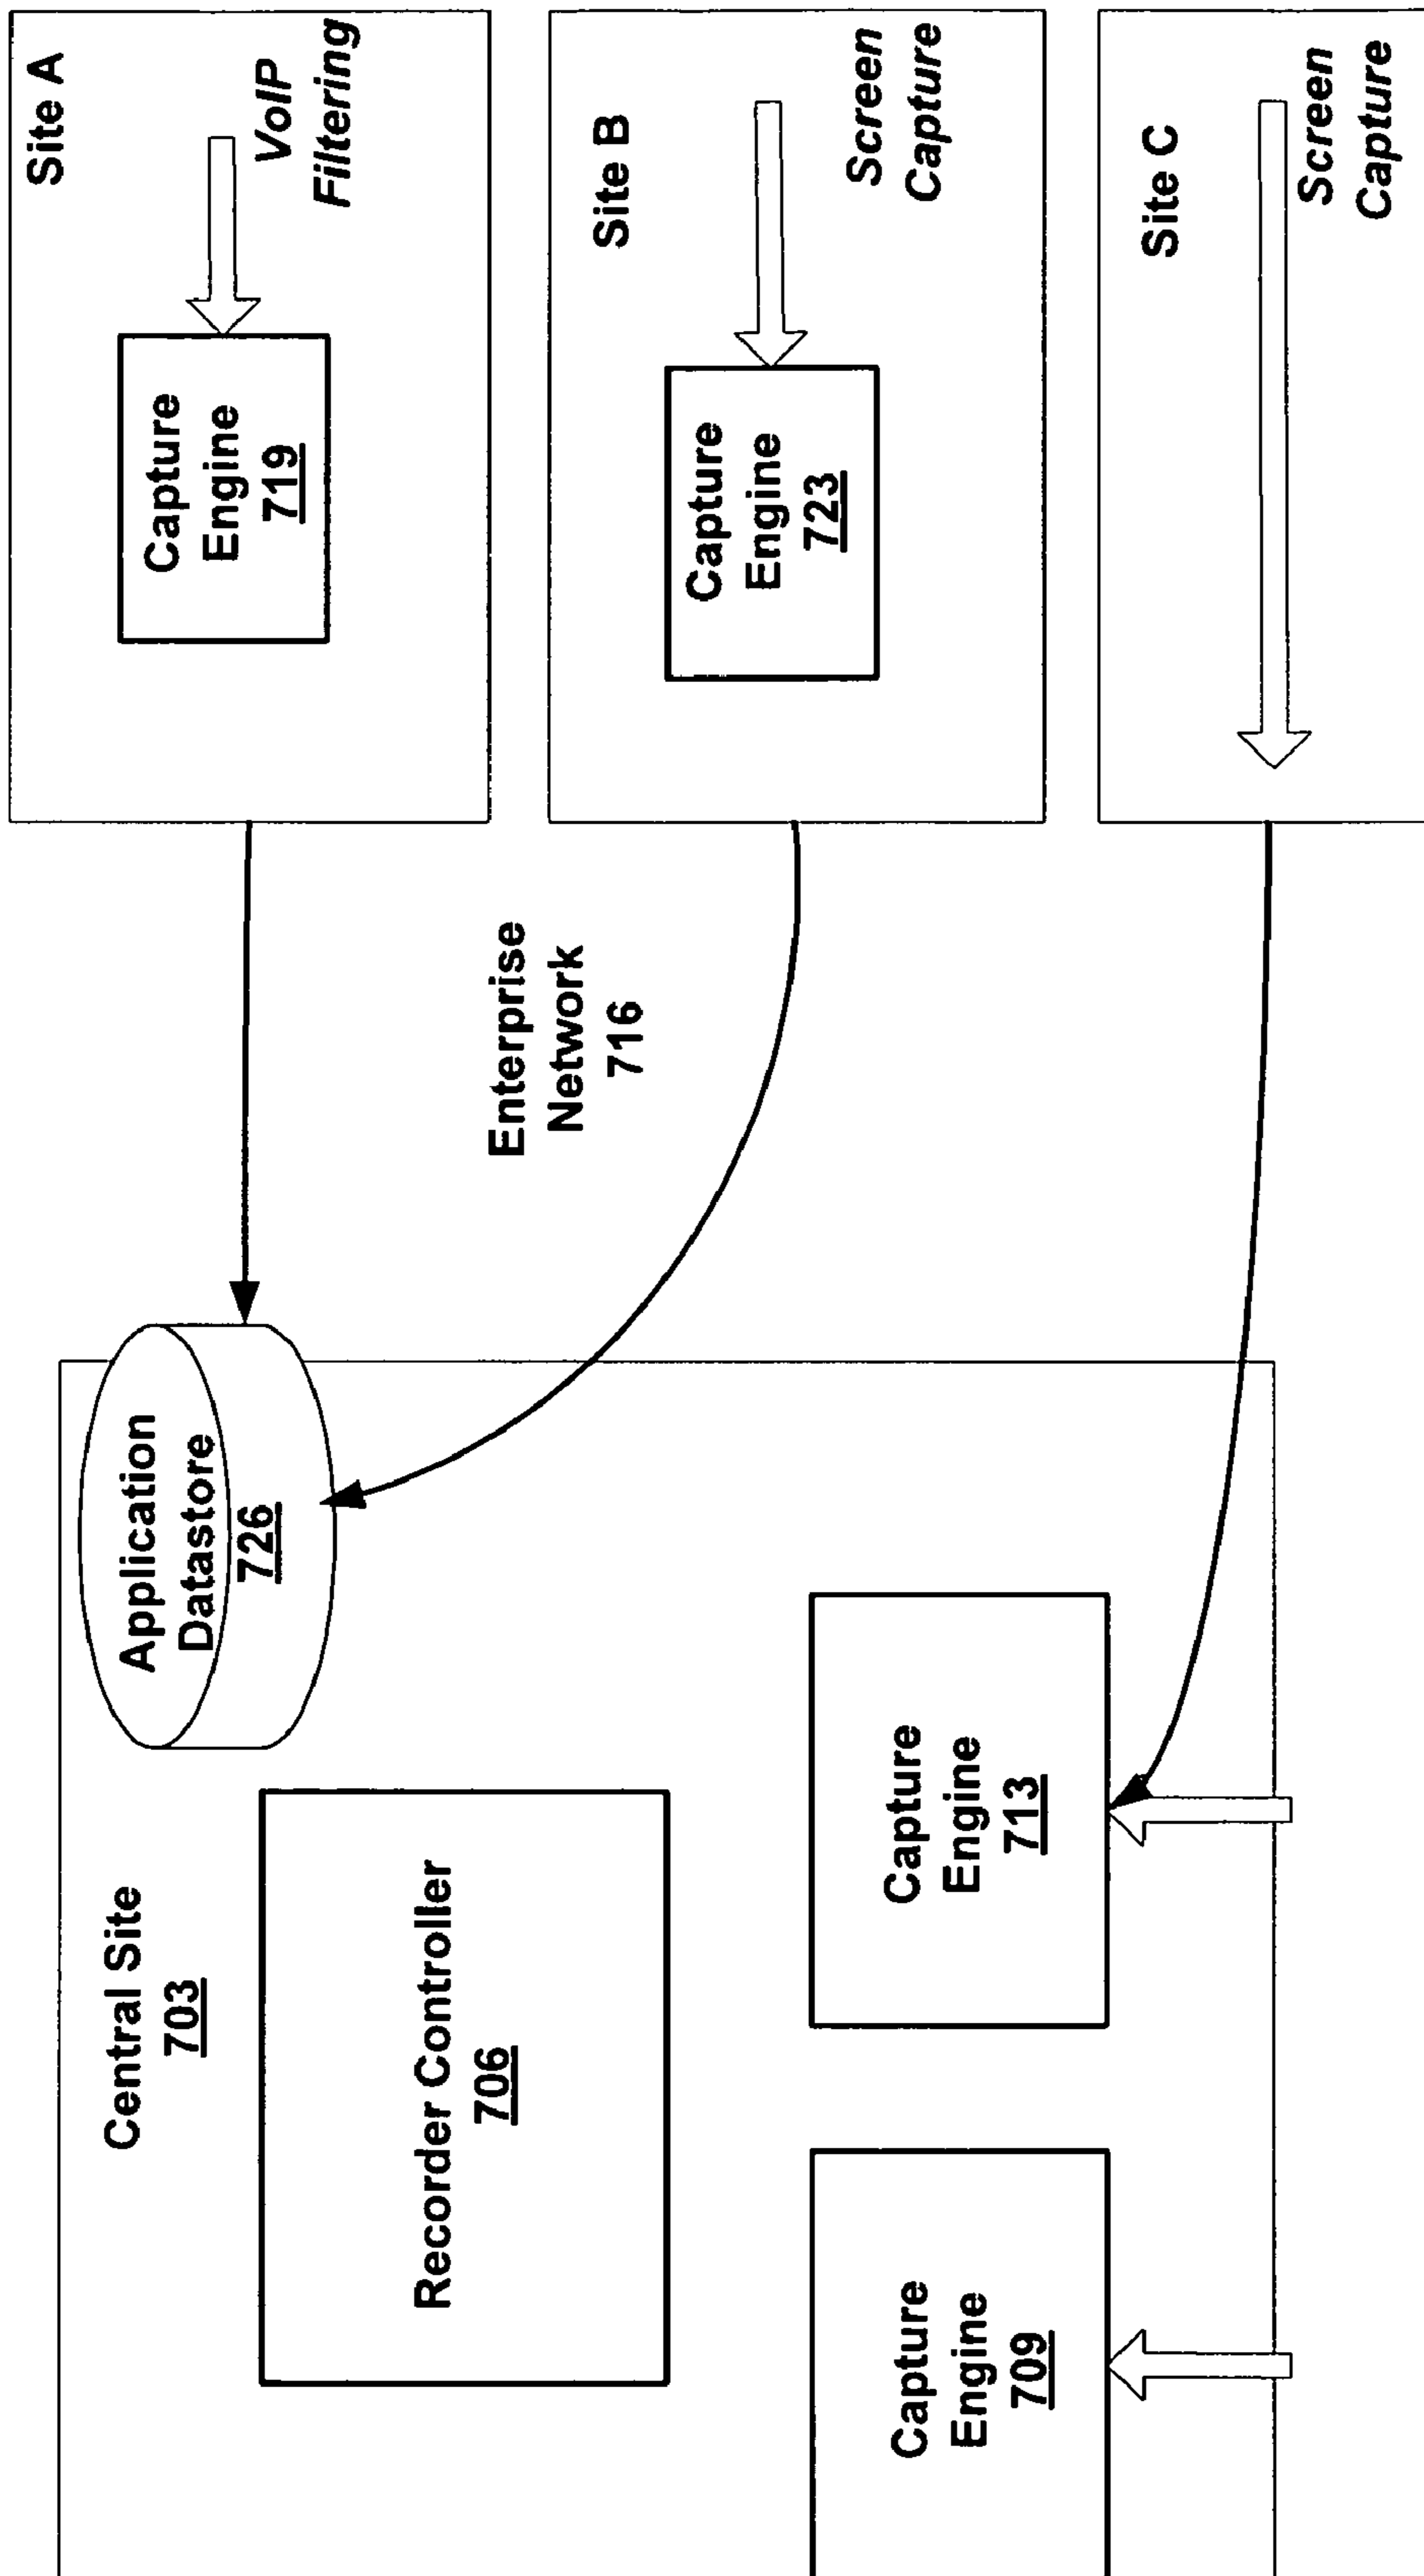 Central Site
703
Recorder Controller
706
Capture
Engine
709
Capture
Engine
713
Application
Datastore
726
Enterprise
Network
716
Site A
Capture
Engine
719
VoIP
Filtering
Site B
Capture
Engine
723
Screen
Capture
Site C
Screen
Capture